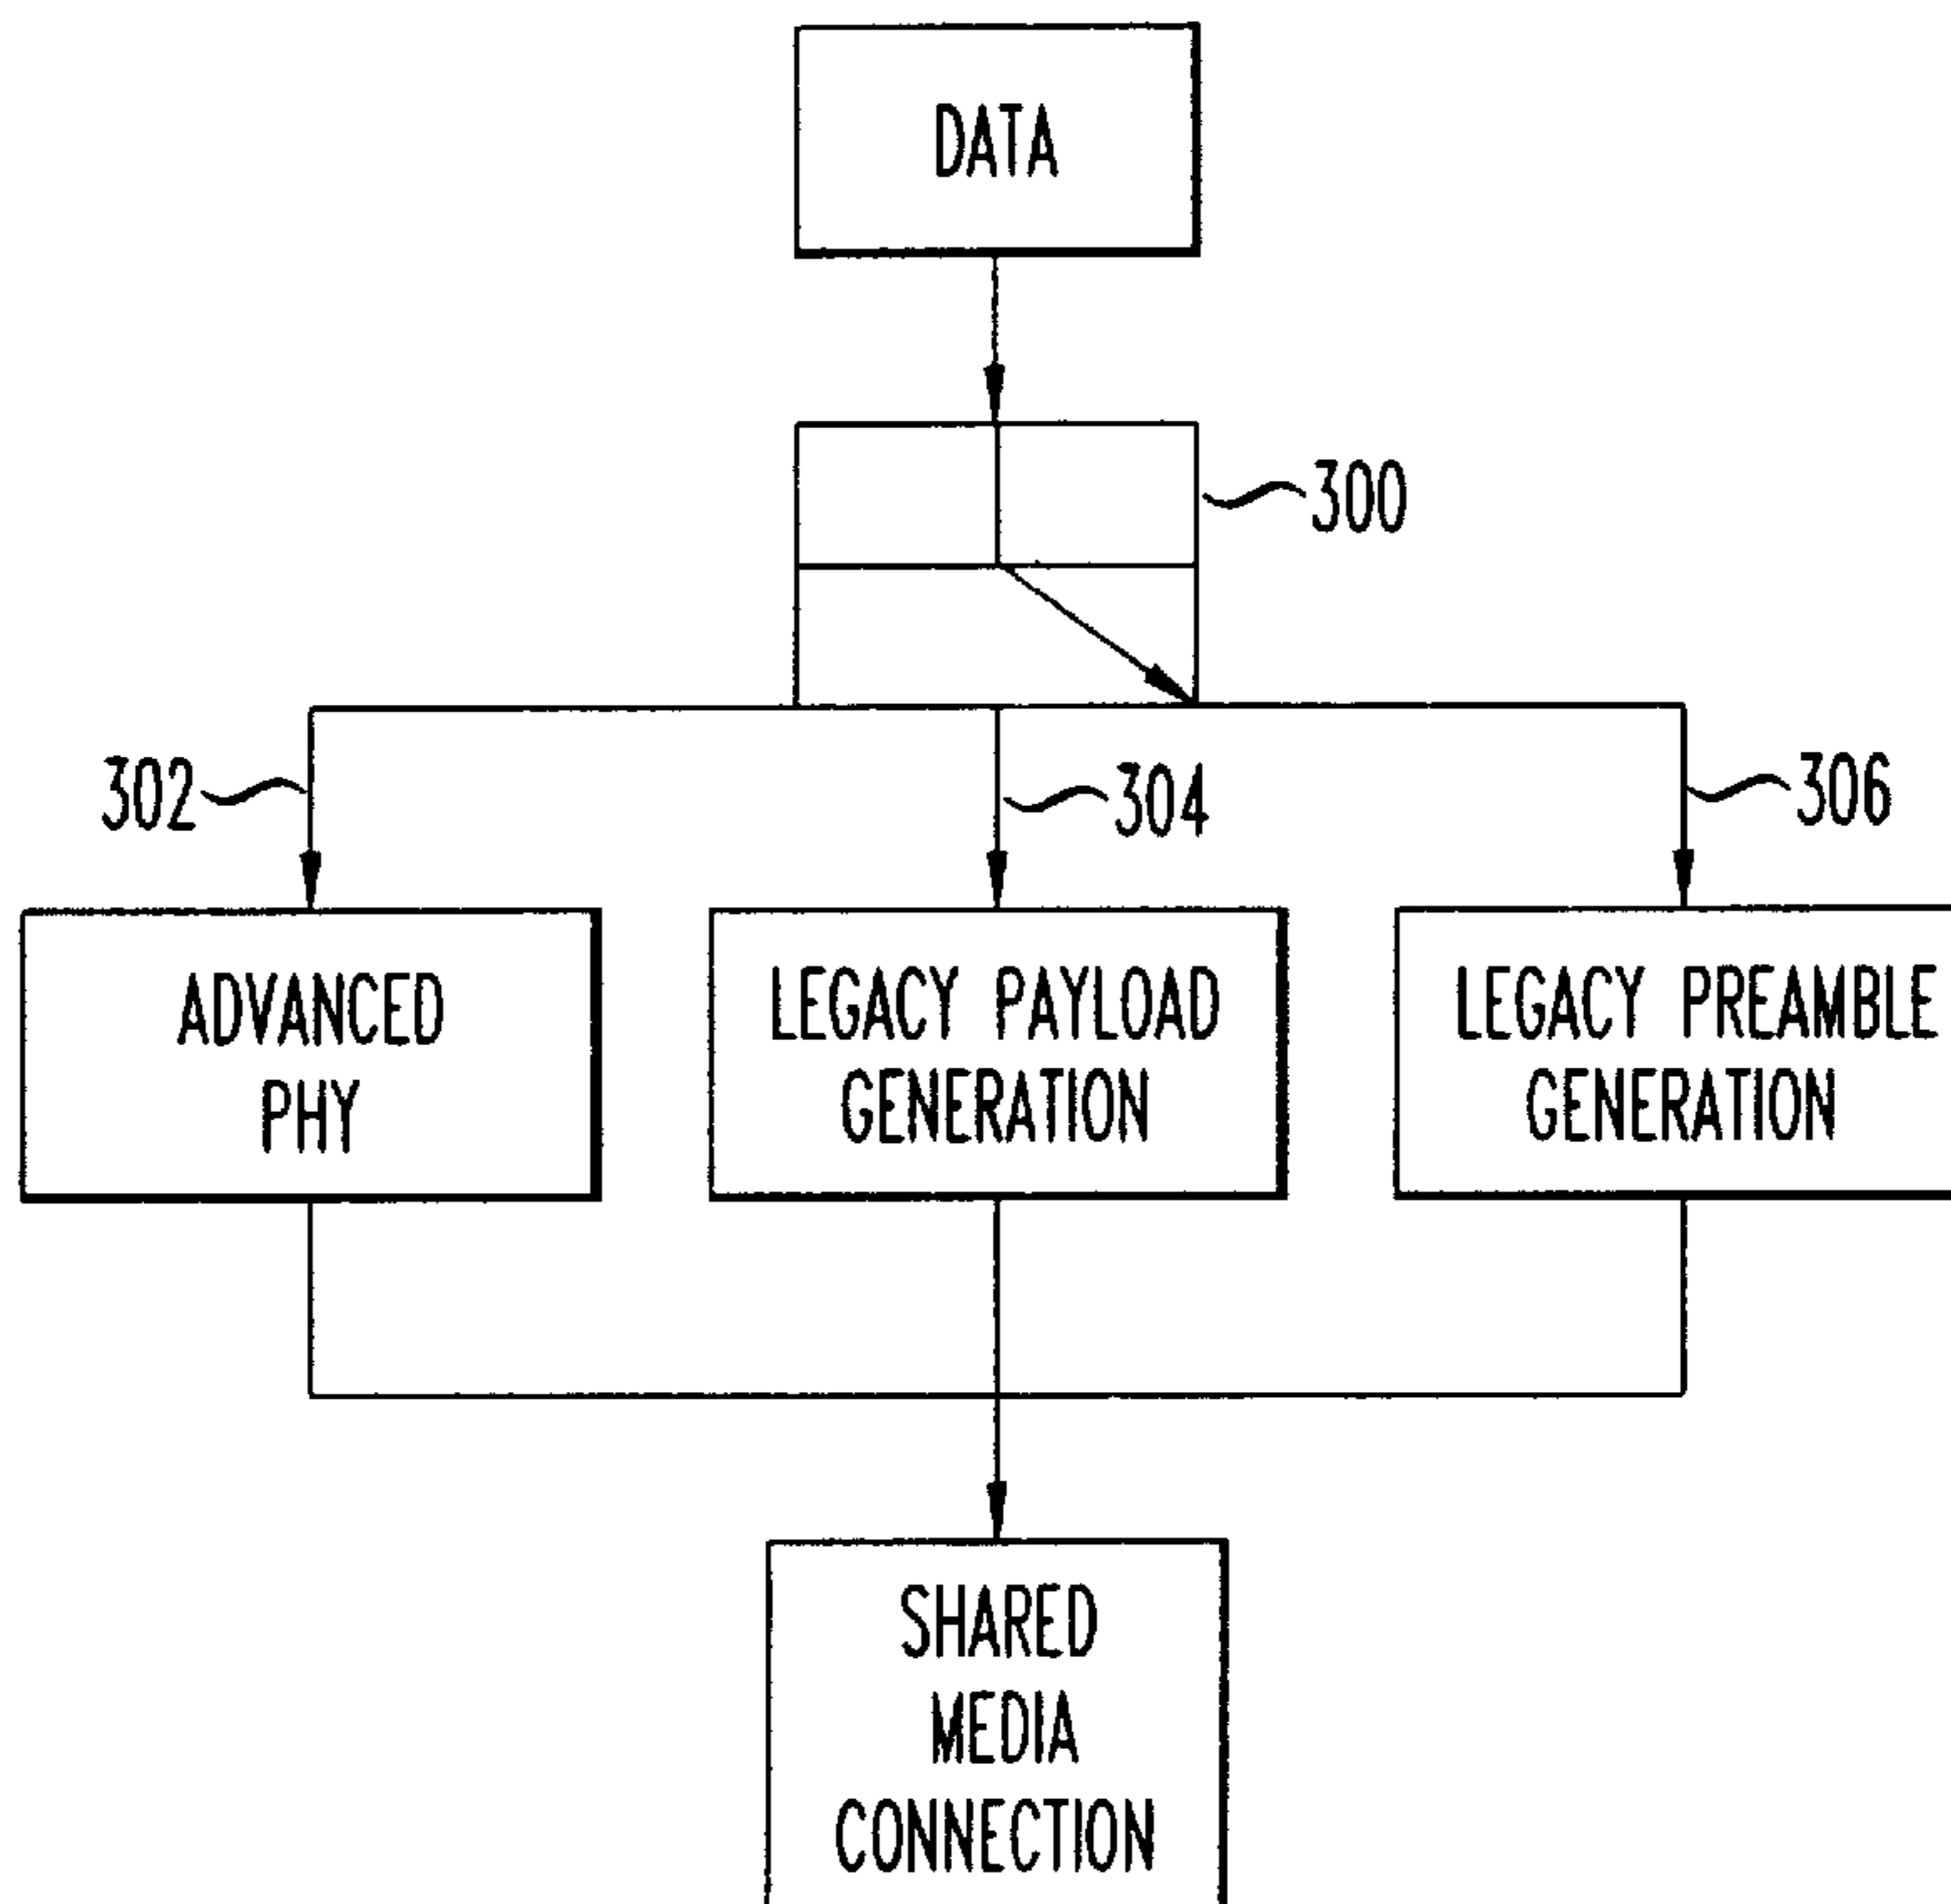 DATA
300
302
304
306
ADVANCED
PHY
LEGACY PAYLOAD
GENERATION
LEGACY PREAMBLE
GENERATION
SHARED
MEDIA
CONNECTION